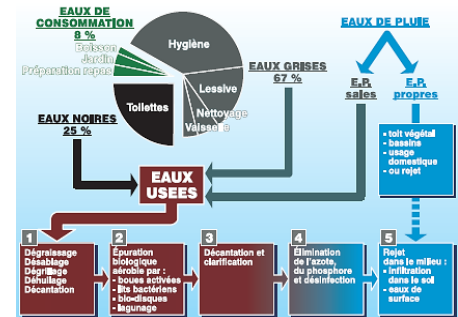 EAUX DE
CONSOMMATION
8 %
Boisson
Jardin
Préparation repas
Hygiène
Lessive
Nettoyage
Vaisselle
Toilettes
EAUX NOIRES
25 %
EAUX GRISES
67 %
EAUX DE PLUIE
E.P.
sales
E.P.
propres
- toit végétal
- bassins
- usage
domestique
- ou rejet
EAUX
USEES
1
Dégraissage
Désablage
Dégrillage
Déhuilage
Décantation
2
Épuration
biologique
aérobie par :
- boues activées
- lits bactériens
- bio-disques
- lagunage
3
Décantation et
clarification
4
Élimination
de l'azote,
du phosphore
et désinfection
5
Rejet
dans le milieu :
- infiltration
dans le sol
- eaux de
surface